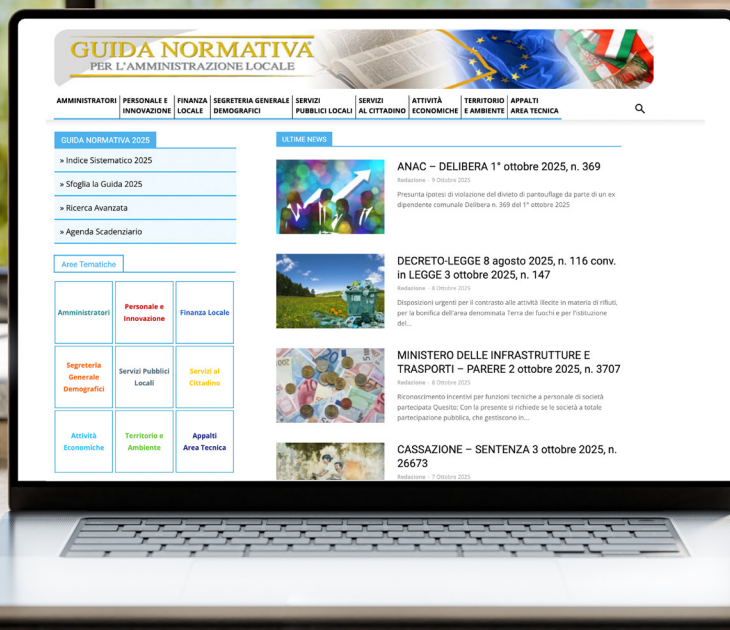 GUIDA NORMATIVA
PER L'AMMINISTRAZIONE LOCALE
AMMINISTRATORI
PERSONALE E
INNOVAZIONE
FINANZA
LOCALE
SEGRETERIA GENERALE
DEMOGRAFICI
SERVIZI
PUBBLICI LOCALI
SERVIZI
AL CITTADINO
ATTIVITÀ
ECONOMICHE
TERRITORIO
E AMBIENTE
APPALTI
AREA TECNICA
GUIDA NORMATIVA 2025
» Indice Sistematico 2025
» Sfoglia la Guida 2025
» Ricerca Avanzata
» Agenda Scadenziario
Aree Tematiche
Amministratori
Personale e
Innovazione
Finanza Locale
Segreteria
Generale
Demografici
Servizi Pubblici
Locali
Servizi al
Cittadino
Attività
Economiche
Territorio e
Ambiente
Appalti
Area Tecnica
ULTIME NEWS
ANAC – DELIBERA 1° ottobre 2025, n. 369
Redazione - 9 Ottobre 2025
Presunta ipotesi di violazione del divieto di pantouflage da parte di un ex
dipendente comunale Delibera n. 369 del 1° ottobre 2025
DECRETO-LEGGE 8 agosto 2025, n. 116 conv.
in LEGGE 3 ottobre 2025, n. 147
Redazione - 8 Ottobre 2025
Disposizioni urgenti per il contrasto alle attività illecite in materia di rifiuti,
per la bonifica dell'area denominata Terra dei fuochi e per l'istituzione
del...
MINISTERO DELLE INFRASTRUTTURE E
TRASPORTI – PARERE 2 ottobre 2025, n. 3707
Redazione - 8 Ottobre 2025
Riconoscimento incentivi per funzioni tecniche a personale di società
partecipata Quesito: Con la presente si richiede se le società a totale
partecipazione pubblica, che gestiscono in...
CASSAZIONE – SENTENZA 3 ottobre 2025, n.
26673
Redazione - 7 Ottobre 2025